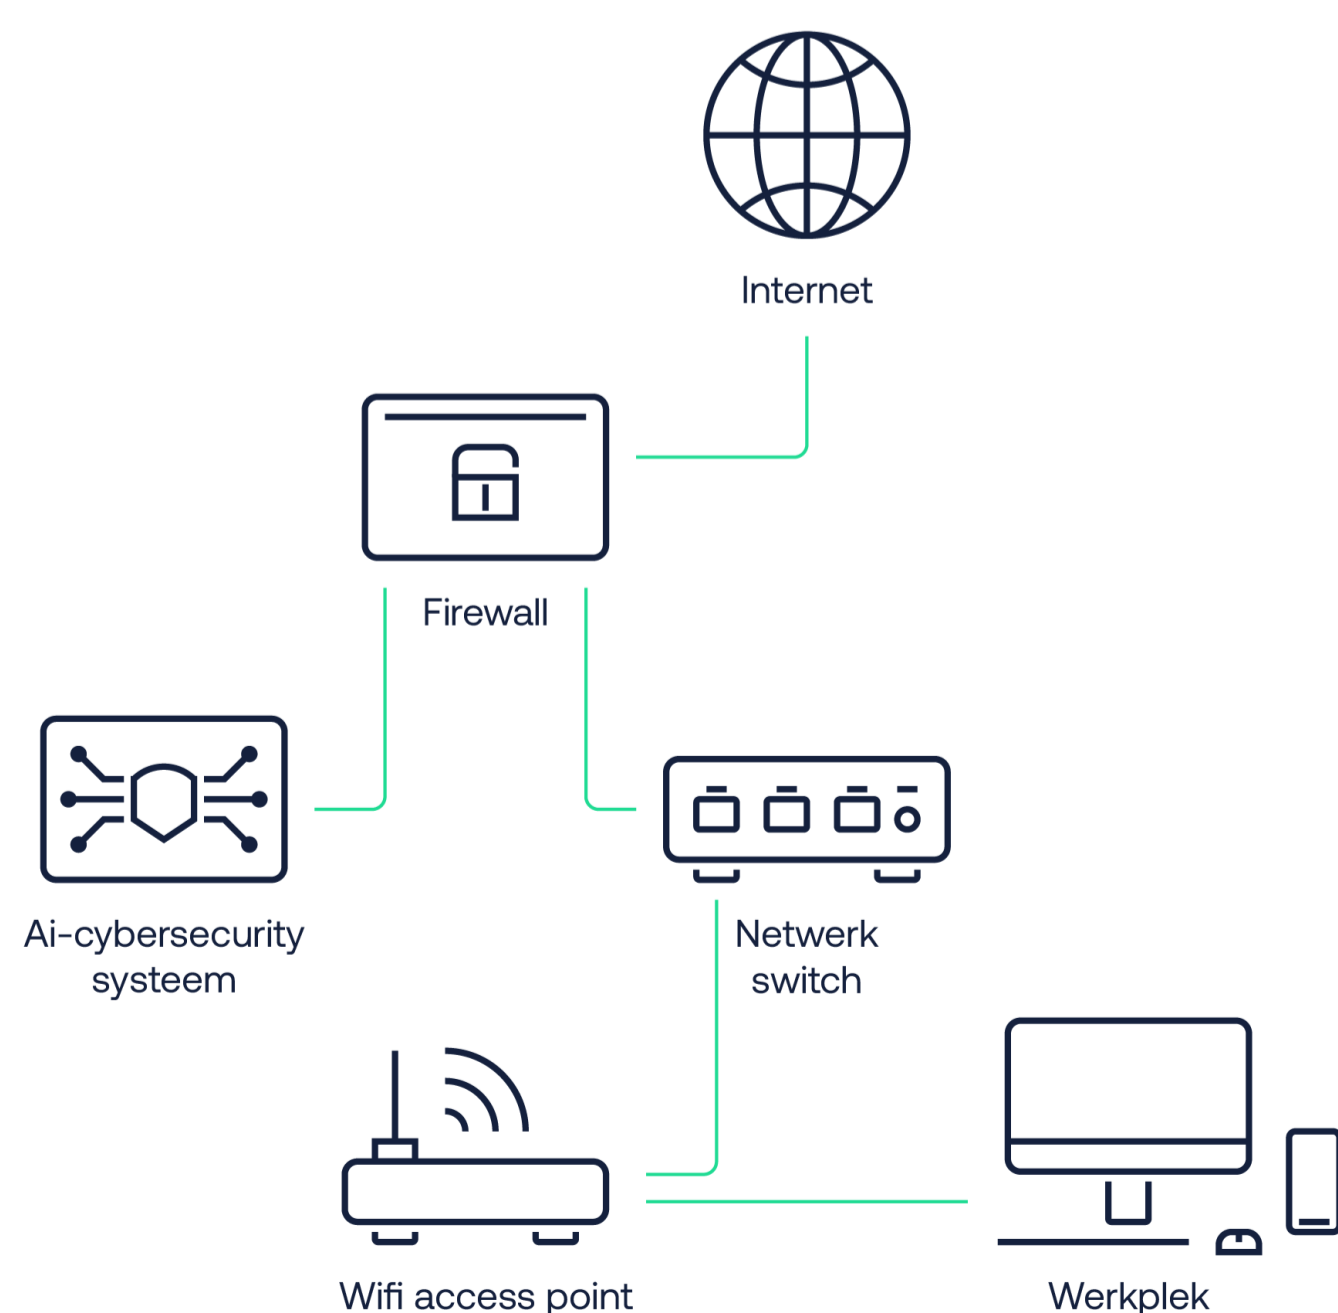 Internet
Firewall
Ai-cybersecurity
systeem
Netwerk
switch
Wifi access point
Werkplek